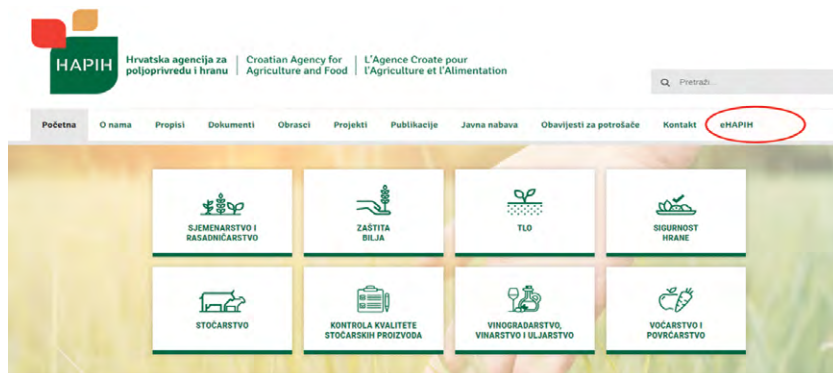 HAPIH
Hrvatska agencija za
poljoprivredu i hranu
Croatian Agency for
Agriculture and Food
L'Agence Croate pour
l'Agriculture et l'Alimentation
Pretraži...
Početna O nama Propisi Dokumenti Obrasci Projekti Publikacije Javna nabava Obavijesti za potrošače Kontakt eHAPIH
SJEMENARSTVO I
RASADNIČARSTVO
ZAŠTITA
BILJA
TLO
SIGURNOST
HRANE
STOČARSTVO
KONTROLA KVALITETE
STOČARSKIH PROIZVODA
VINOGRADARSTVO,
VINARSTVO I ULJARSTVO
VOĆARSTVO I
POVRĆARSTVO